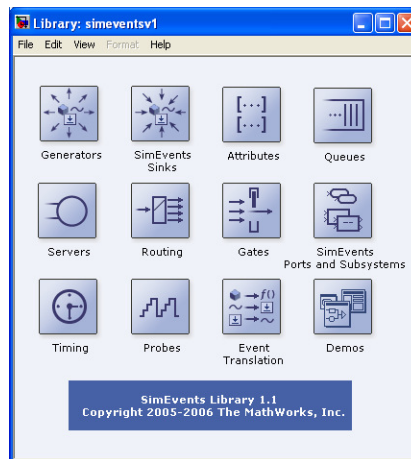 Library: simeventsv1
File Edit View Format Help
[...]
[...]
Generators SimEvents Sinks Attributes Queues
Servers Routing Gates SimEvents Ports and Subsystems
f()
Timing Probes Event Translation Demos
SimEvents Library 1.1
Copyright 2005-2006 The MathWorks, Inc.